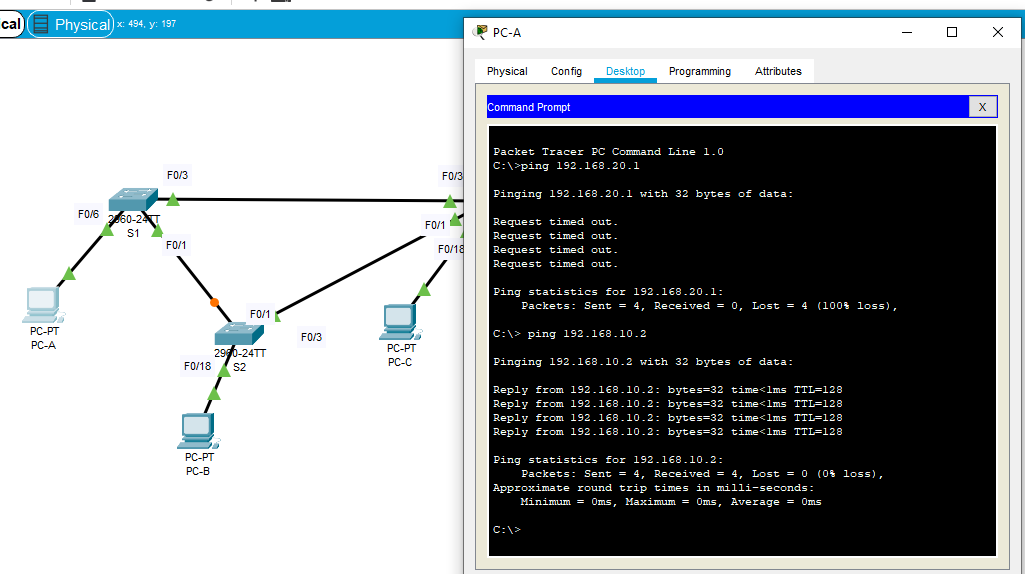 cal
Physical x: 494, y: 197
PC-A
Physical Config Desktop Programming Attributes
Command Prompt X
Packet Tracer PC Command Line 1.0
C:\>ping 192.168.20.1
Pinging 192.168.20.1 with 32 bytes of data:
Request timed out.
Request timed out.
Request timed out.
Request timed out.
Ping statistics for 192.168.20.1:
Packets: Sent = 4, Received = 0, Lost = 4 (100% loss),
C:\> ping 192.168.10.2
Pinging 192.168.10.2 with 32 bytes of data:
Reply from 192.168.10.2: bytes=32 time<1ms TTL=128
Reply from 192.168.10.2: bytes=32 time<1ms TTL=128
Reply from 192.168.10.2: bytes=32 time<1ms TTL=128
Reply from 192.168.10.2: bytes=32 time<1ms TTL=128
Ping statistics for 192.168.10.2:
Packets: Sent = 4, Received = 4, Lost = 0 (0% loss),
Approximate round trip times in milli-seconds:
Minimum = 0ms, Maximum = 0ms, Average = 0ms
C:\>
F0/3
F0/3
F0/6
2960-24TT
S1
F0/1
F0/1
F0/18
PC-PT
PC-A
F0/1
F0/3
2960-24TT
S2
F0/18
PC-PT
PC-C
PC-PT
PC-B